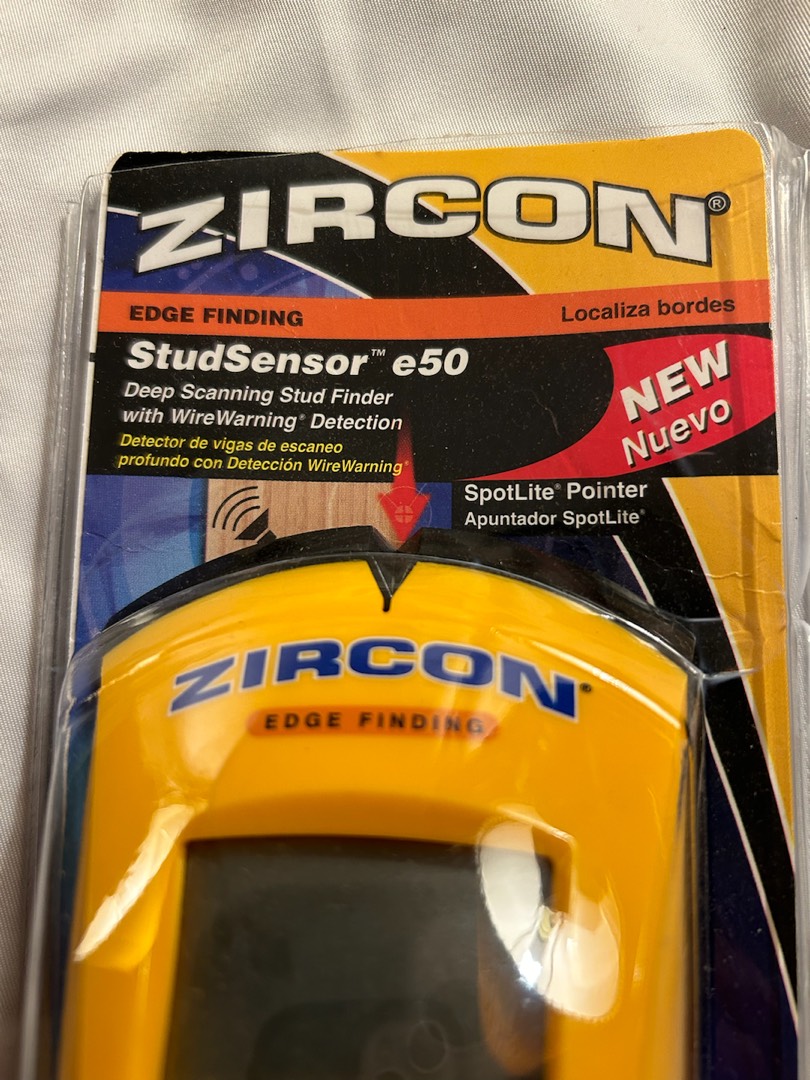 ZIRCON®
EDGE FINDING
Localiza bordes
StudSensor™ e50
Deep Scanning Stud Finder
with WireWarning® Detection
Detector de vigas de escaneo
profundo con Detección WireWarning®
NEW
Nuevo
SpotLite® Pointer
Apuntador SpotLite®
ZIRCON®
EDGE FINDING